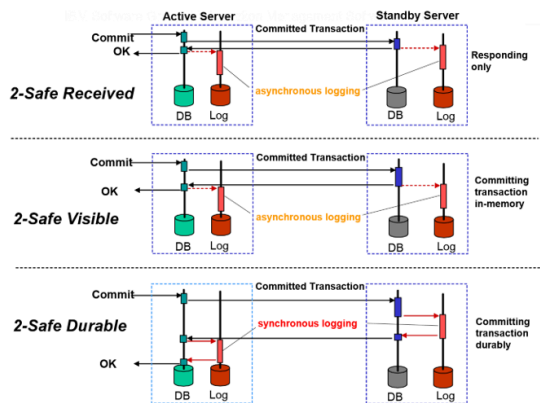 Active Server
Standby Server
Commit
Committed Transaction
OK
Responding
only
asynchronous logging
2-Safe Received
DB
Log
DB
Log
Commit
Committed Transaction
OK
Committing
transaction
in-memory
asynchronous logging
2-Safe Visible
DB
Log
DB
Log
Commit
Committed Transaction
2-Safe Durable
synchronous logging
Committing
transaction
durably
OK
DB
Log
DB
Log